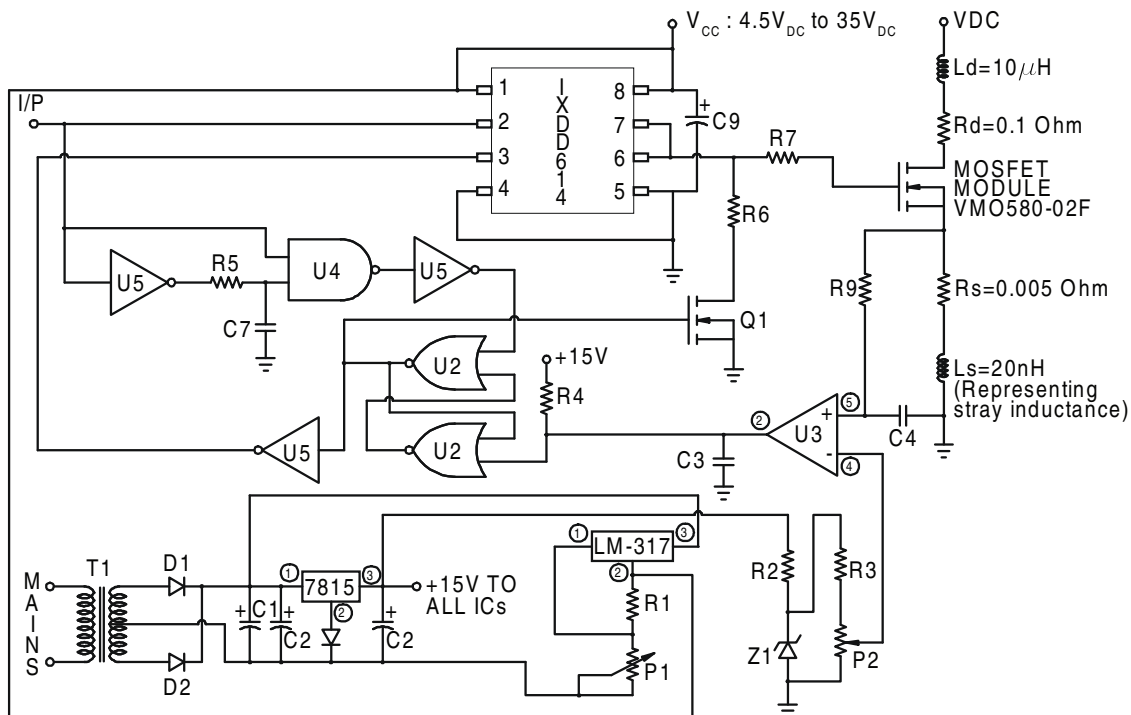 V_CC : 4.5V_DC to 35V_DC
VDC
Ld=10μH
I/P
1
2
3
4
IXDD614
8
7
6
5
C9
+
R7
Rd=0.1 Ohm
MOSFET
MODULE
VMO580-02F
R6
U5
R5
C7
U4
U5
Q1
R9
Rs=0.005 Ohm
U2
+15V
R4
Ls=20nH
(Representing
stray inductance)
U5
U2
C3
2
U3
+
-
5
4
C4
MAINS
T1
D1
D2
+
C1
+
C2
1
7815
3
2
+
C2
+15V TO
ALL ICs
1
LM-317
3
2
R1
P1
R2
Z1
R3
P2